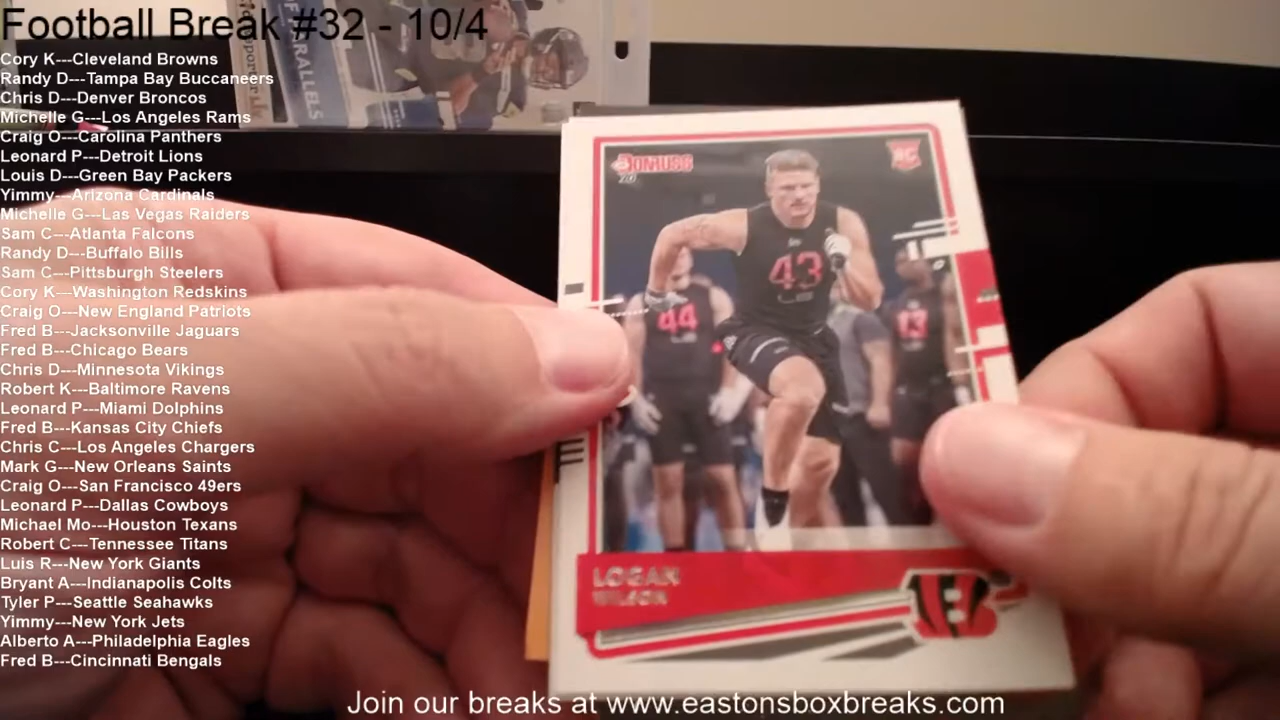 Football Break #32 - 10/4
Cory K---Cleveland Browns
Randy D---Tampa Bay Buccaneers
Chris D---Denver Broncos
Michelle G---Los Angeles Rams
Craig O---Carolina Panthers
Leonard P---Detroit Lions
Louis D---Green Bay Packers
Yimmy---Arizona Cardinals
Michelle G---Las Vegas Raiders
Sam C---Atlanta Falcons
Randy D---Buffalo Bills
Sam C---Pittsburgh Steelers
Cory K---Washington Redskins
Craig O---New England Patriots
Fred B---Jacksonville Jaguars
Fred B---Chicago Bears
Chris D---Minnesota Vikings
Robert K---Baltimore Ravens
Leonard P---Miami Dolphins
Fred B---Kansas City Chiefs
Chris C---Los Angeles Chargers
Mark G---New Orleans Saints
Craig O---San Francisco 49ers
Leonard P---Dallas Cowboys
Michael Mo---Houston Texans
Robert C---Tennessee Titans
Luis R---New York Giants
Bryant A---Indianapolis Colts
Tyler P---Seattle Seahawks
Yimmy---New York Jets
Alberto A---Philadelphia Eagles
Fred B---Cincinnati Bengals
DONRUSS
RC
43
44
LOGAN
WILSON
Join our breaks at www.eastonsboxbreaks.com